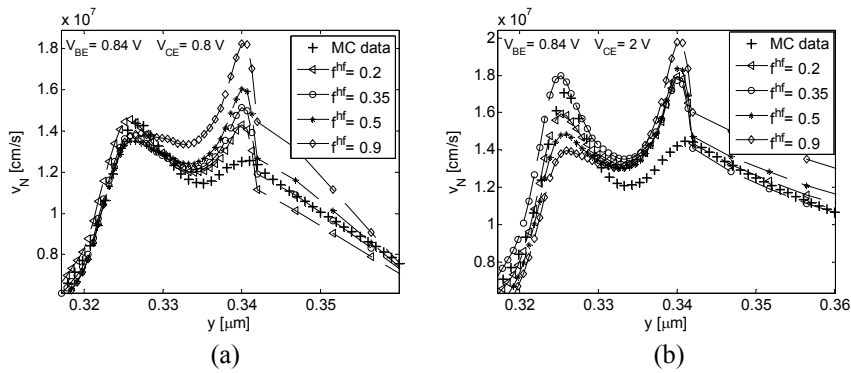 x 10⁷
V_BE= 0.84 V V_CE= 0.8 V
MC data
f^hf= 0.2
f^hf= 0.35
f^hf= 0.5
f^hf= 0.9
1.8
1.6
1.4
1.2
1
0.8
v_N [cm/s]
0.32 0.33 0.34 0.35
y [μm]
(a)
x 10⁷
V_BE= 0.84 V V_CE= 2 V
MC data
f^hf= 0.2
f^hf= 0.35
f^hf= 0.5
f^hf= 0.9
2
1.8
1.6
1.4
1.2
1
0.8
v_N [cm/s]
0.32 0.33 0.34 0.35 0.36
y [μm]
(b)